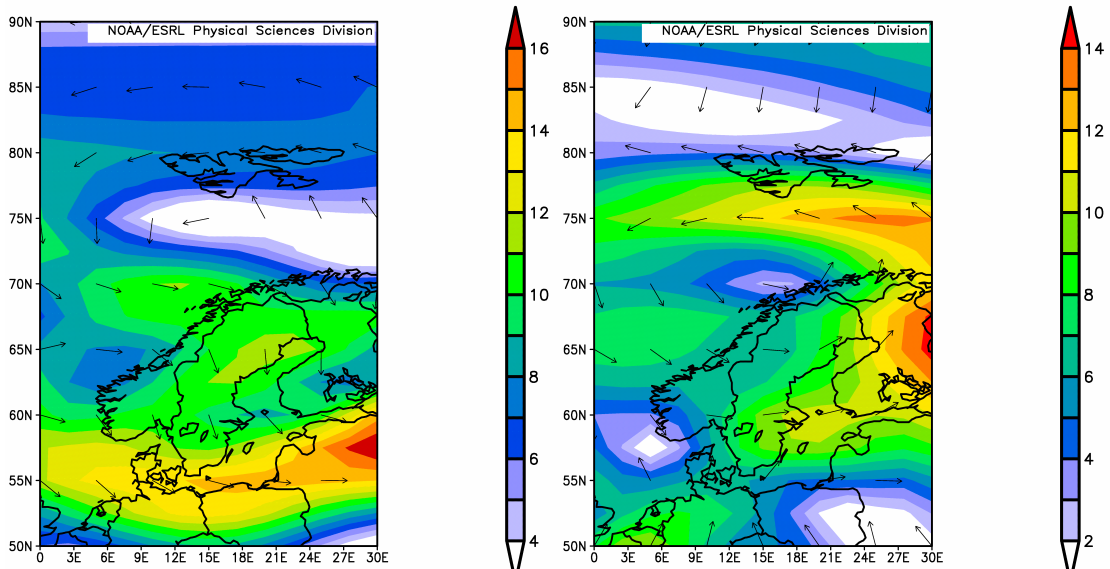 NOAA/ESRL Physical Sciences Division
90N
85N
80N
75N
70N
65N
60N
55N
50N
0 3E 6E 9E 12E 15E 18E 21E 24E 27E 30E
16
14
12
10
8
6
4
NOAA/ESRL Physical Sciences Division
90N
85N
80N
75N
70N
65N
60N
55N
50N
0 3E 6E 9E 12E 15E 18E 21E 24E 27E 30E
14
12
10
8
6
4
2